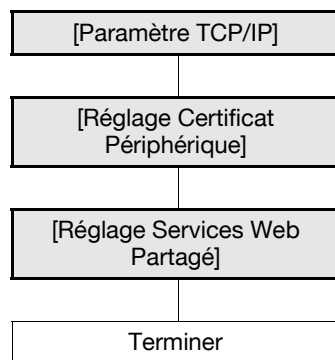 [Paramètre TCP/IP]
[Réglage Certificat
Périphérique]
[Réglage Services Web
Partagé]
Terminer